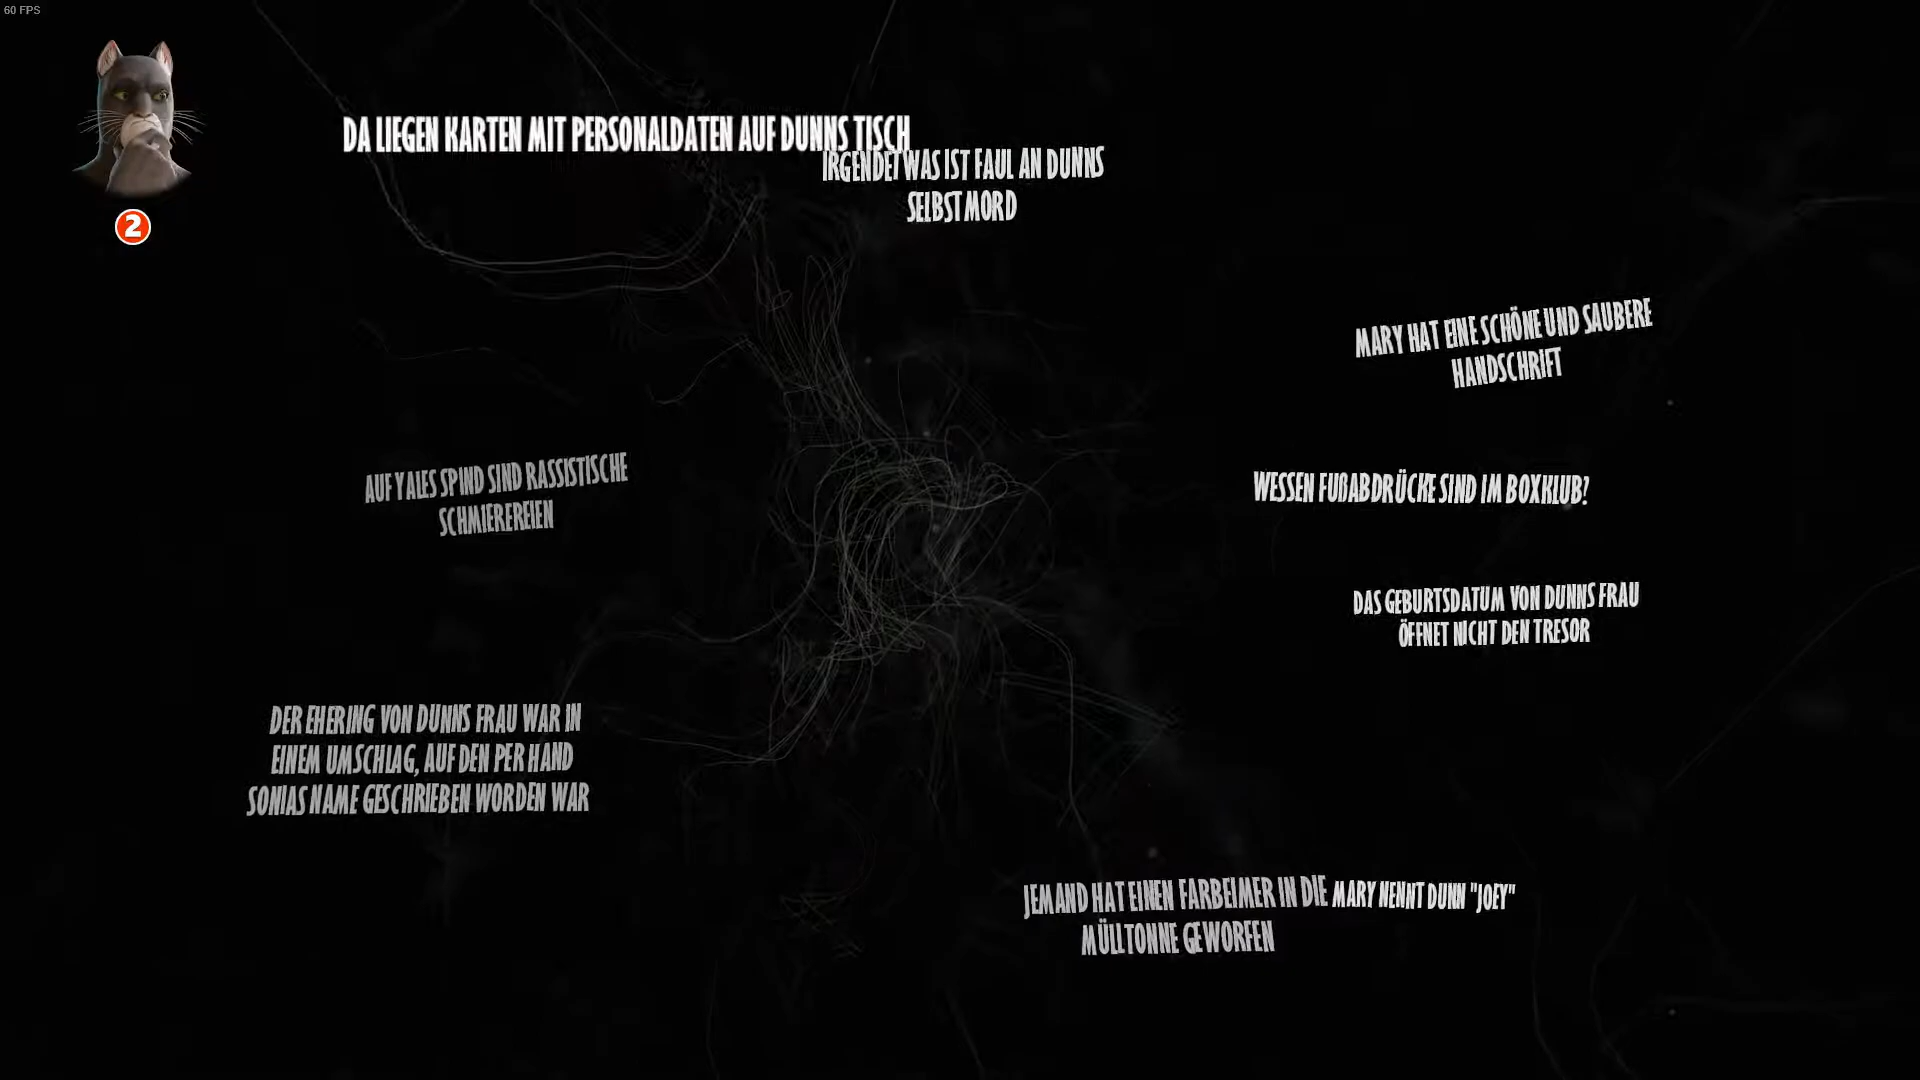 60 FPS
2
DA LIEGEN KARTEN MIT PERSONALDATEN AUF DUNNS TISCH
IRGENDETWAS IST FAUL AN DUNNS
SELBSTMORD
MARY HAT EINE SCHÖNE UND SAUBERE
HANDSCHRIFT
AUF YALES SPIND SIND RASSISTISCHE
SCHMIEREREIEN
WESSEN FUßABDRÜCKE SIND IM BOXKLUB?
DAS GEBURTSDATUM VON DUNNS FRAU
ÖFFNET NICHT DEN TRESOR
DER EHERING VON DUNNS FRAU WAR IN
EINEM UMSCHLAG, AUF DEN PER HAND
SONIAS NAME GESCHRIEBEN WORDEN WAR
JEMAND HAT EINEN FARBEIMER IN DIE
MÜLLTONNE GEWORFEN
MARY NENNT DUNN "JOEY"